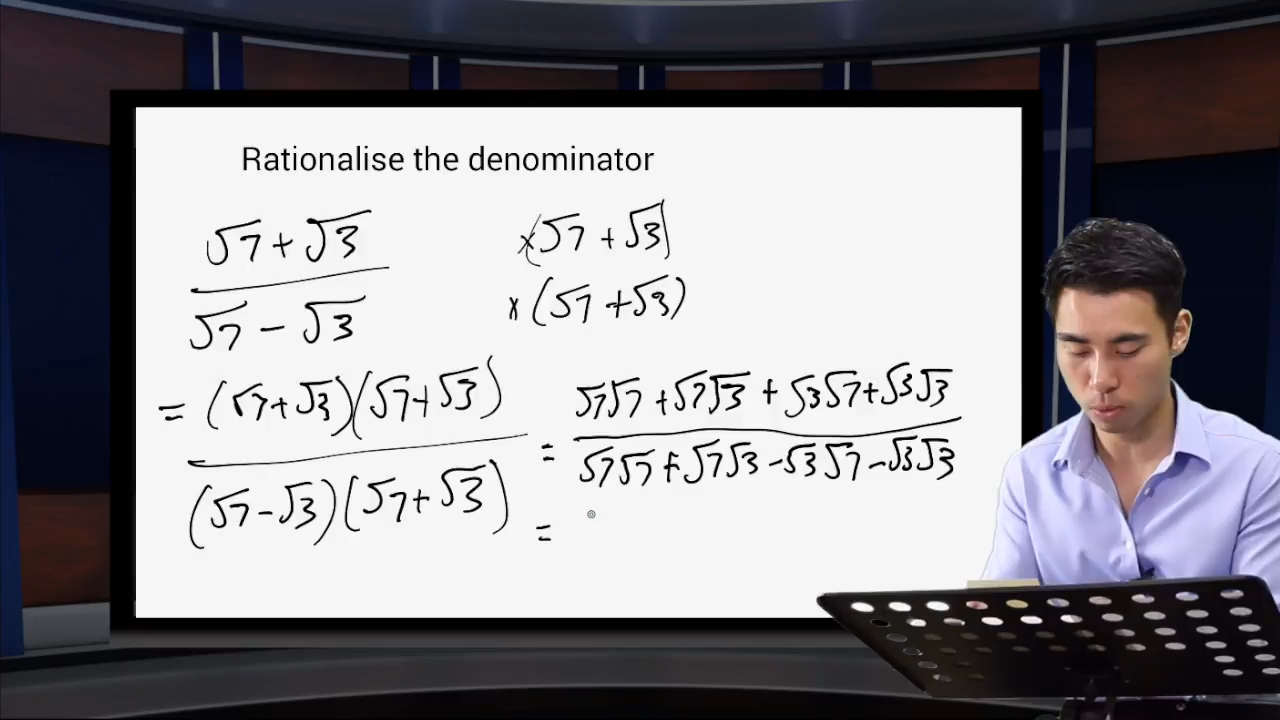 Rationalise the denominator
√7 + √3
√7 − √3
×(√7 + √3)
×(√7 + √3)
= (√7 + √3)(√7 + √3)
(√7 − √3)(√7 + √3)
= √7√7 + √7√3 + √3√7 + √3√3
√7√7 + √7√3 − √3√7 − √3√3
=